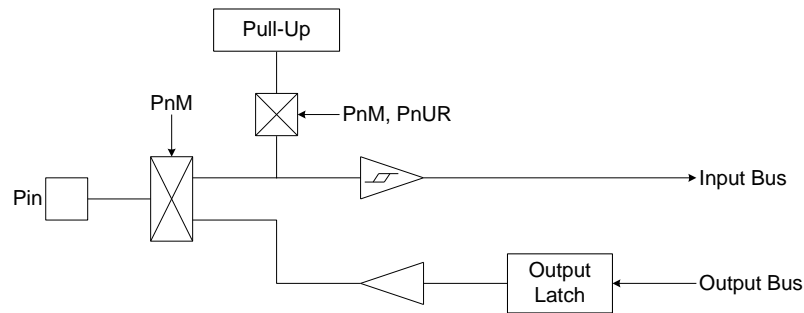 Pull-Up
PnM
PnM, PnUR
Pin
Input Bus
Output
Latch
Output Bus